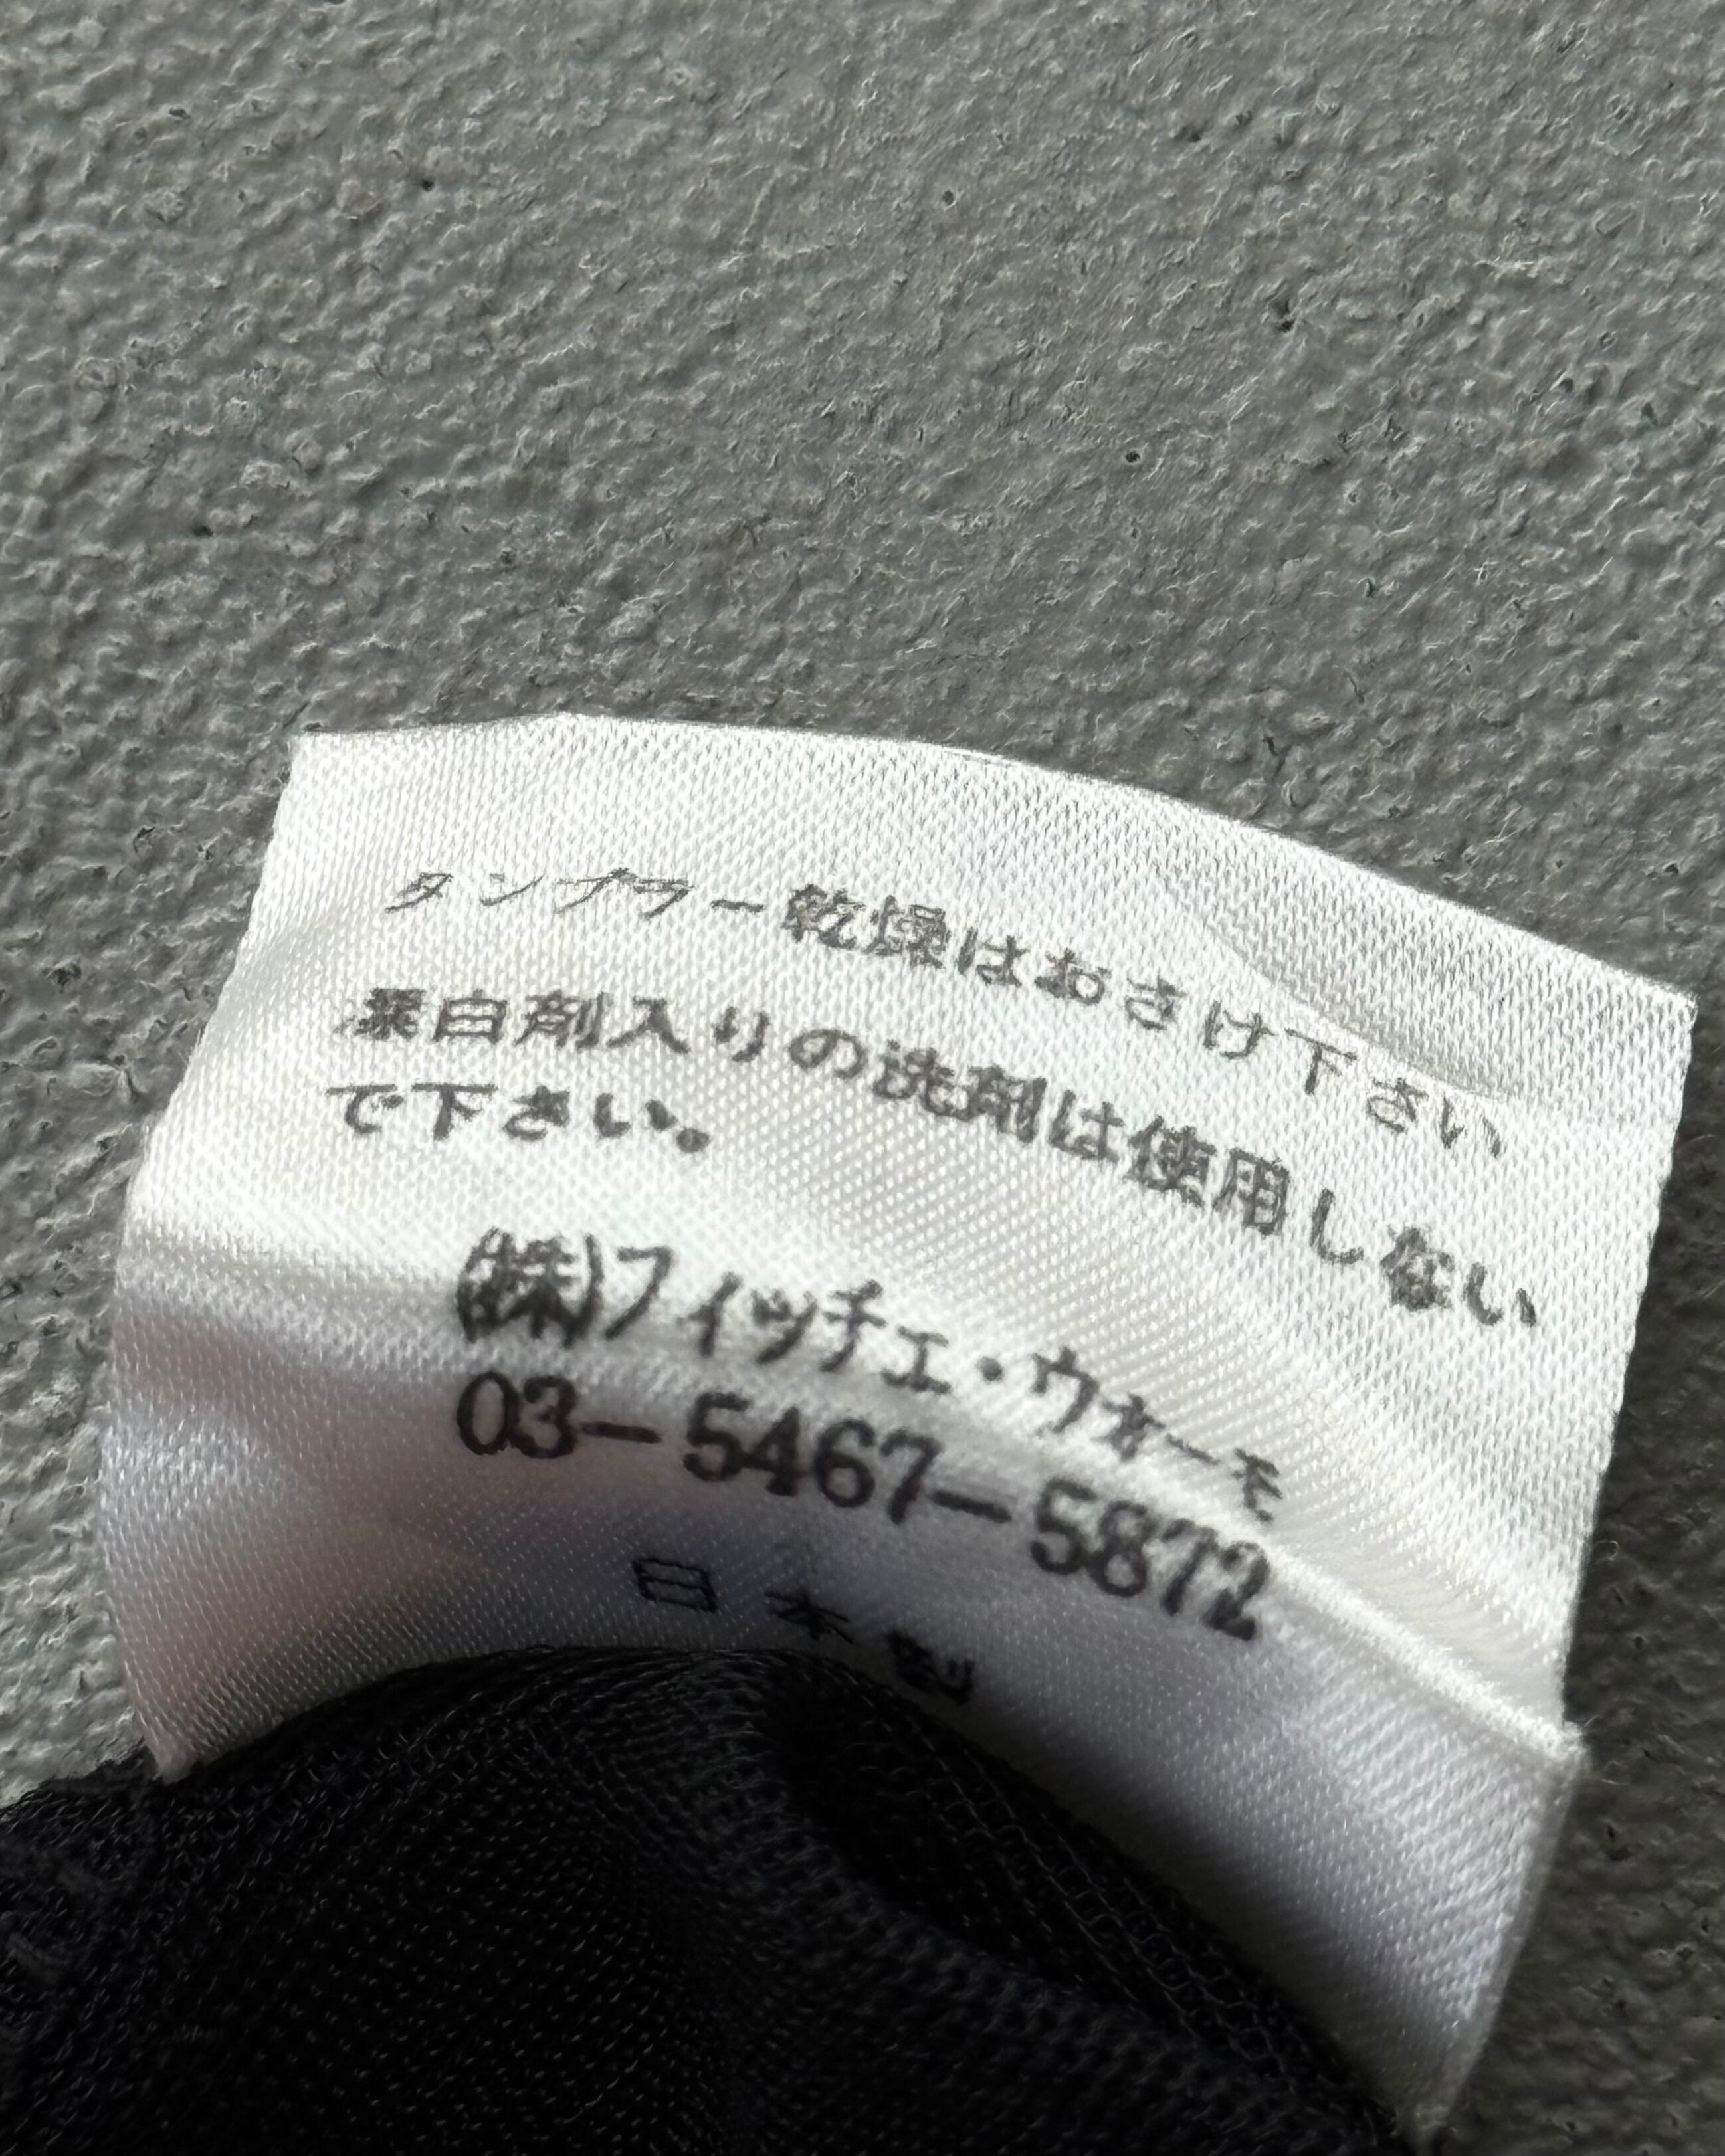 タンブラー乾燥はおさけ下さい
漂白剤入りの洗剤は使用しない
で下さい。
(株)フィッチェ・ウォーモ
03-5467-5872
日本製